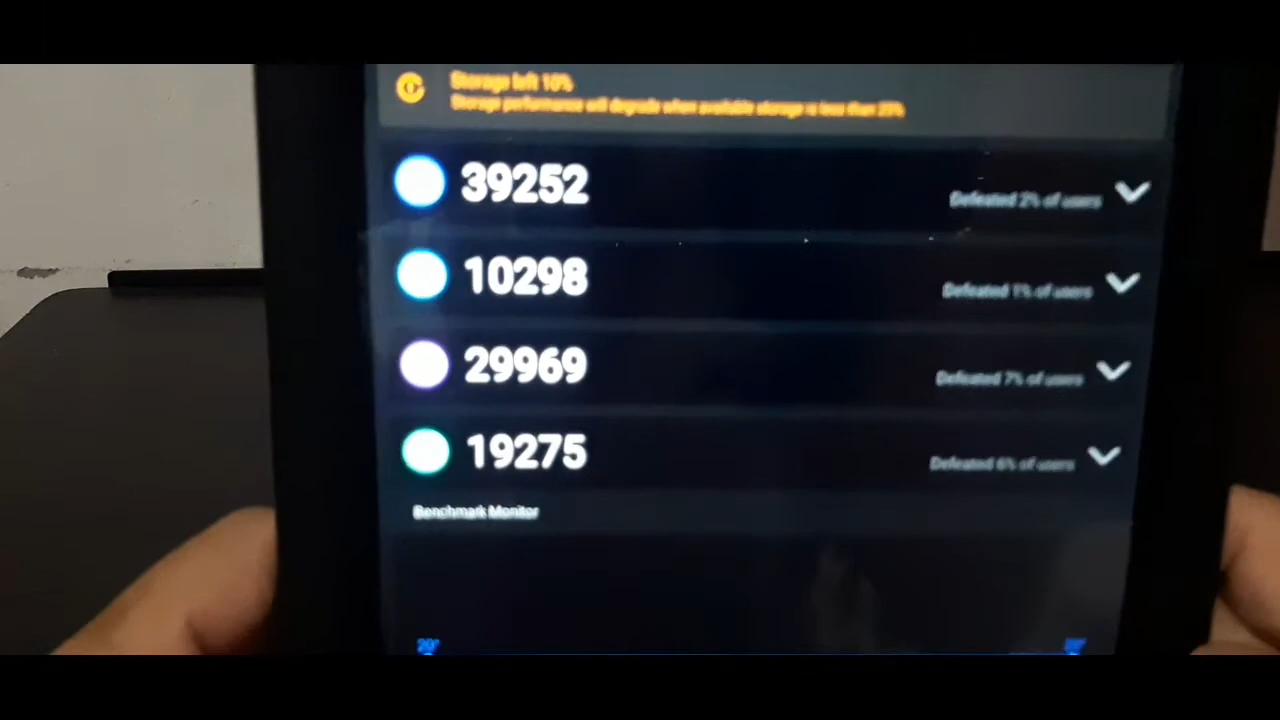 Storage left 10%
Storage performance will degrade when available storage is less than 25%
39252
Defeated 2% of users
10298
Defeated 1% of users
29969
Defeated 7% of users
19275
Defeated 6% of users
Benchmark Monitor